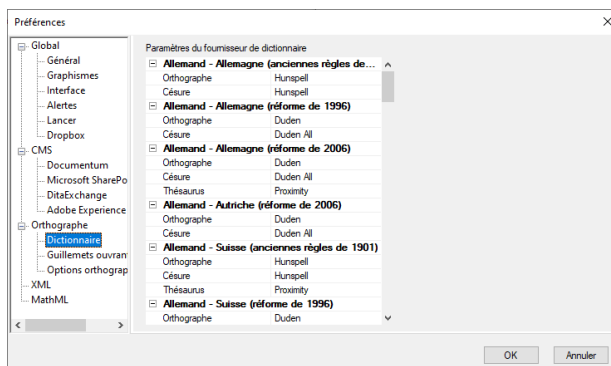 Préférences
Global
Général
Graphismes
Interface
Alertes
Lancer
Dropbox
CMS
Documentum
Microsoft SharePo
DitaExchange
Adobe Experience
Orthographe
Dictionnaire
Guillemets ouvran
Options orthograp
XML
MathML
Paramètres du fournisseur de dictionnaire
Allemand - Allemagne (anciennes règles de...
Orthographe Hunspell
Césure Hunspell
Allemand - Allemagne (réforme de 1996)
Orthographe Duden
Césure Duden All
Allemand - Allemagne (réforme de 2006)
Orthographe Duden
Césure Duden All
Thésaurus Proximity
Allemand - Autriche (réforme de 2006)
Orthographe Duden
Césure Duden All
Allemand - Suisse (anciennes règles de 1901)
Orthographe Hunspell
Césure Hunspell
Thésaurus Proximity
Allemand - Suisse (réforme de 1996)
Orthographe Duden
OK Annuler